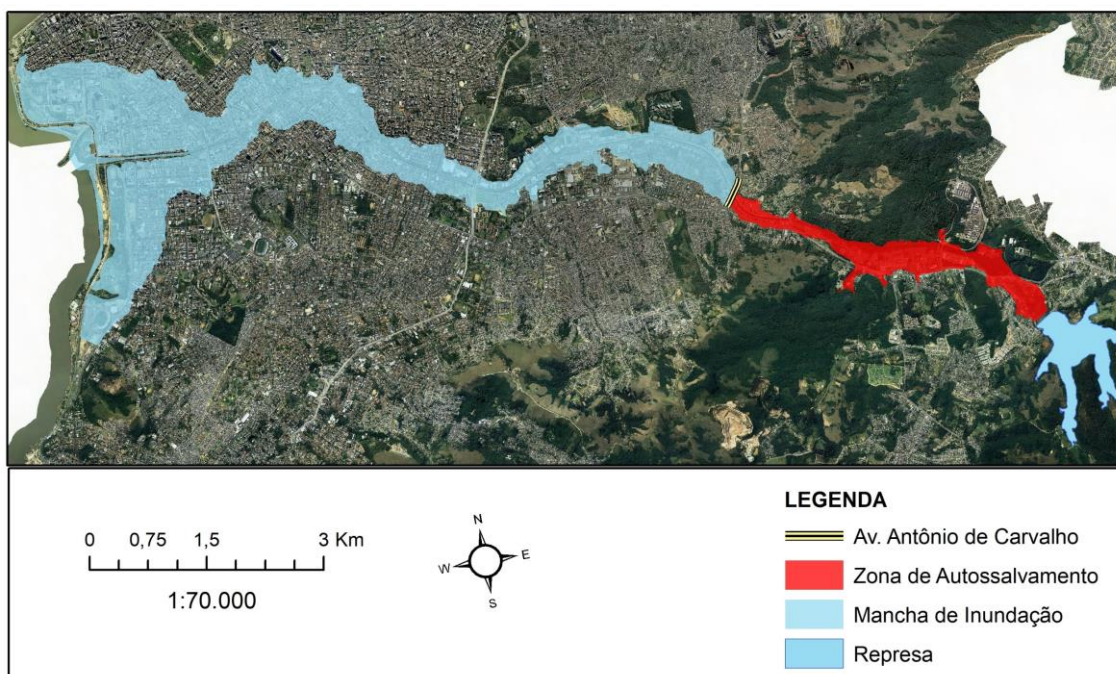 0 0,75 1,5 3 Km
1:70.000
N
W E
S
LEGENDA
Av. Antônio de Carvalho
Zona de Autossalvamento
Mancha de Inundação
Represa